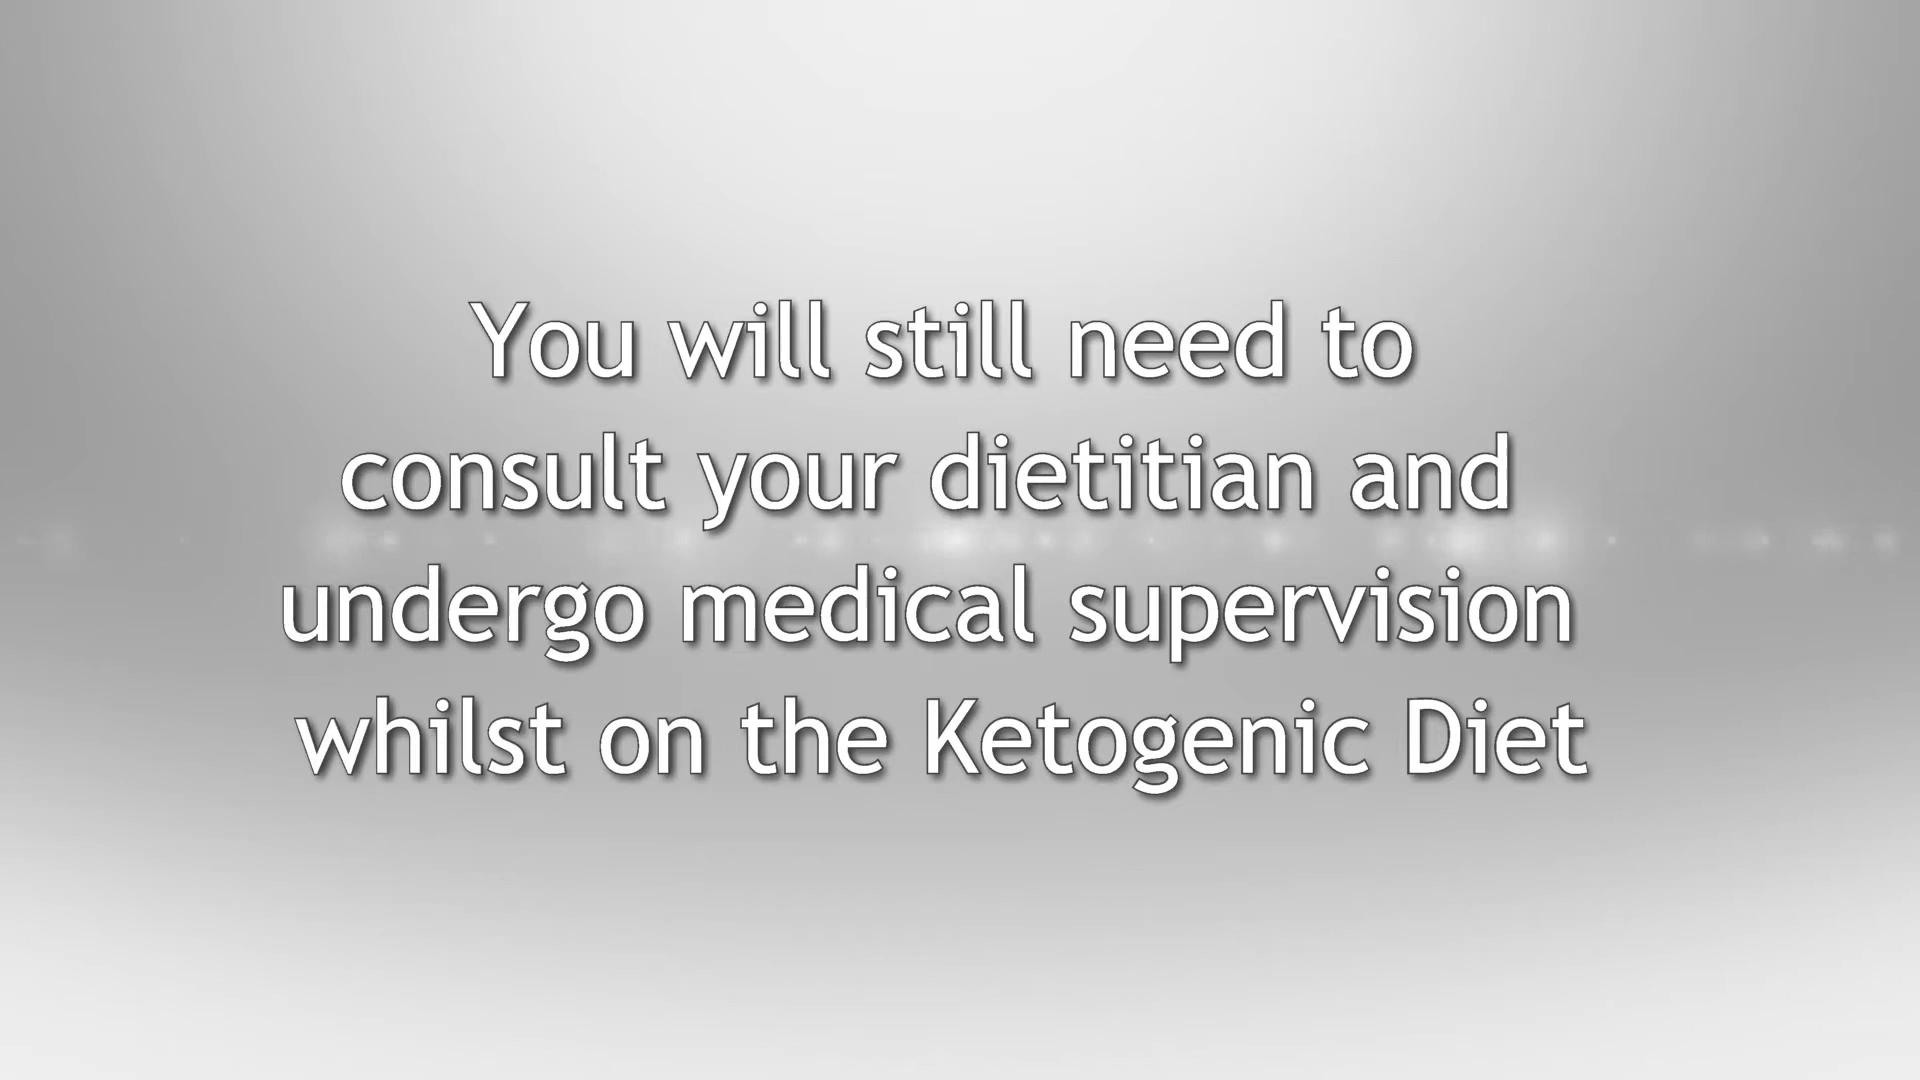 You will still need to
consult your dietitian and
undergo medical supervision
whilst on the Ketogenic Diet